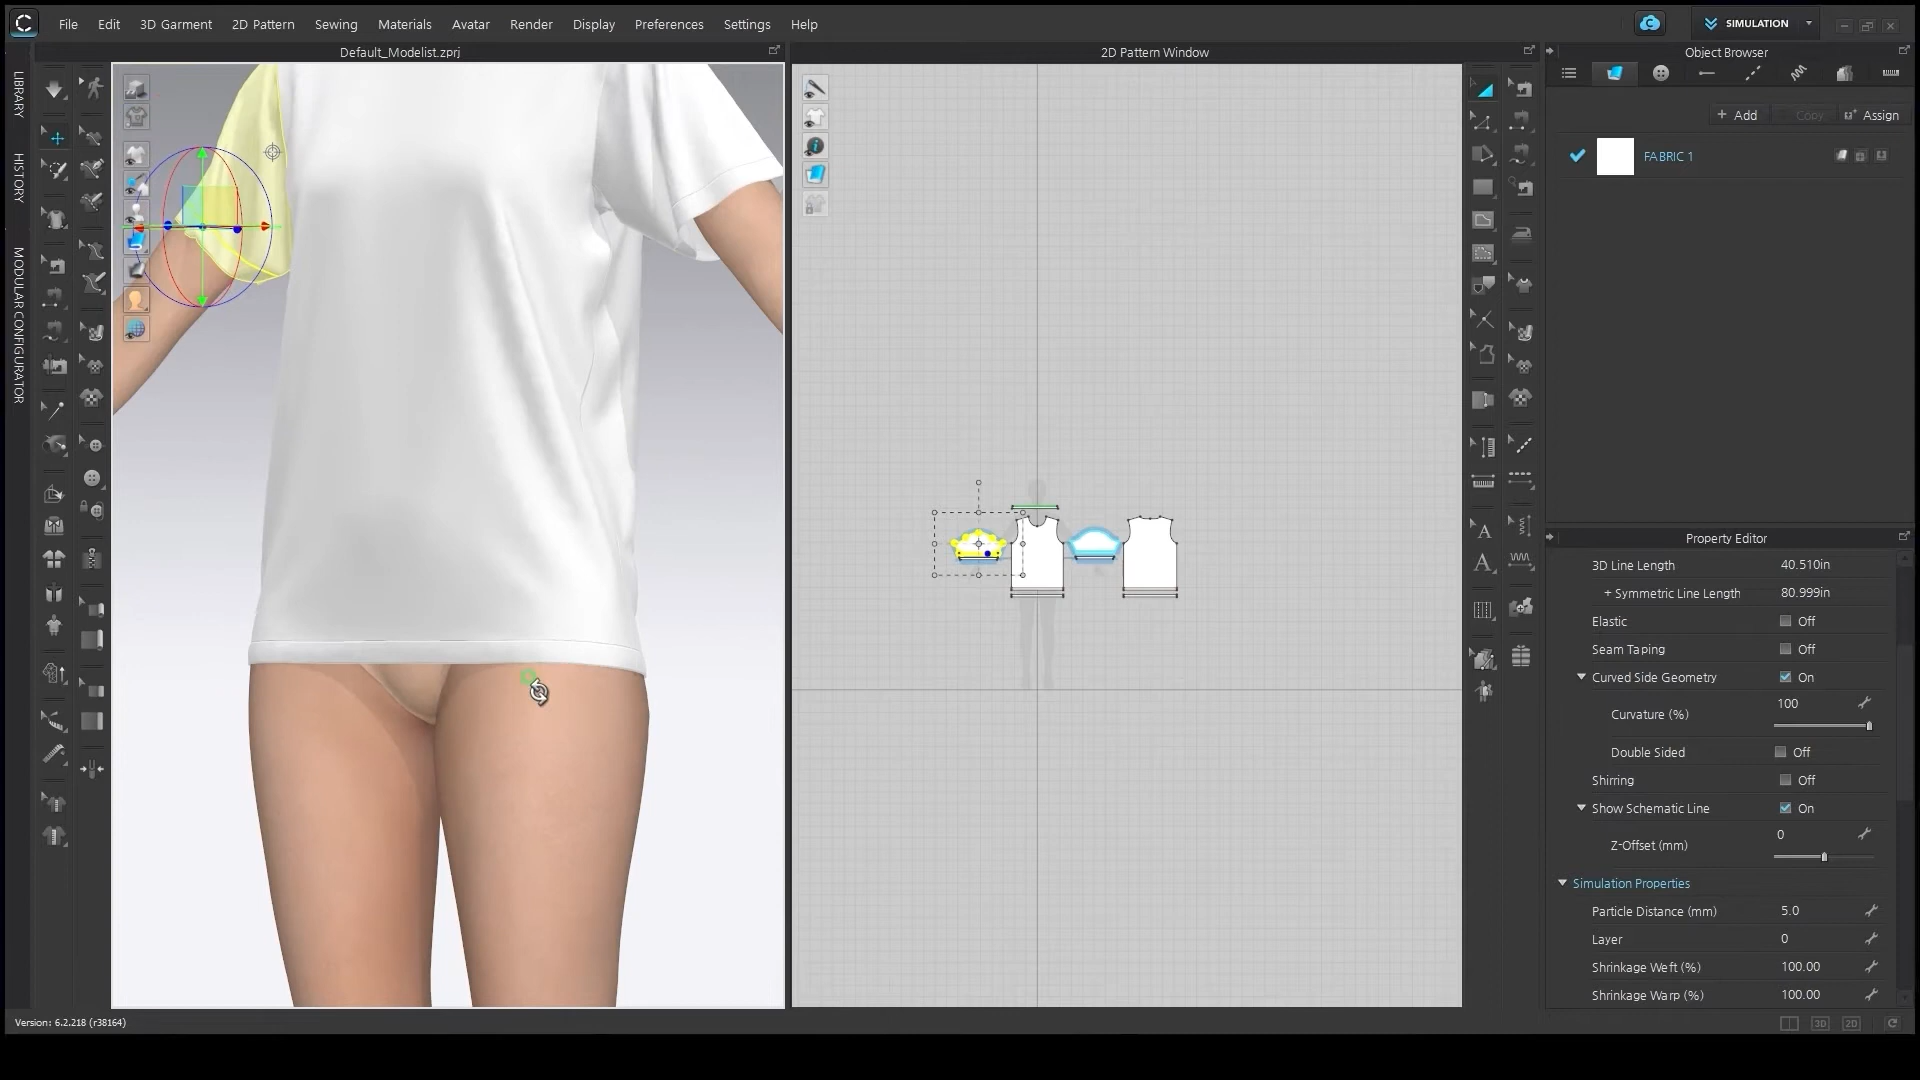 File Edit 3D Garment 2D Pattern Sewing Materials Avatar Render Display Preferences Settings Help
SIMULATION
Default_Modelist.zprj
2D Pattern Window
Object Browser
LIBRARY
HISTORY
MODULAR CONFIGURATOR
+ Add Copy Assign
FABRIC 1
A
A
Property Editor
3D Line Length 40.510in
+ Symmetric Line Length 80.999in
Elastic Off
Seam Taping Off
Curved Side Geometry On
Curvature (%) 100
Double Sided Off
Shirring Off
Show Schematic Line On
Z-Offset (mm) 0
Simulation Properties
Particle Distance (mm) 5.0
Layer 0
Shrinkage Weft (%) 100.00
Shrinkage Warp (%) 100.00
Version: 6.2.218 (r38164)
3D 2D